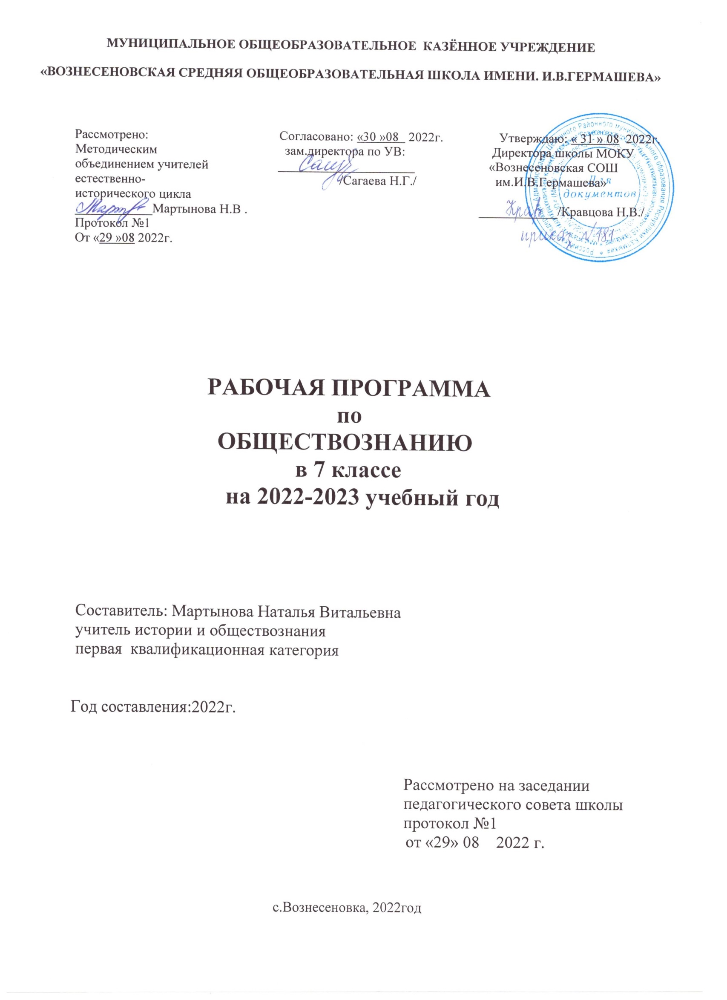 МУНИЦИПАЛЬНОЕ ОБЩЕОБРАЗОВАТЕЛЬНОЕ КАЗЁННОЕ УЧРЕЖДЕНИЕ
«ВОЗНЕСЕНОВСКАЯ СРЕДНЯЯ ОБЩЕОБРАЗОВАТЕЛЬНАЯ ШКОЛА ИМЕНИ. И.В.ГЕРМАШЕВА»
Рассмотрено:
Методическим
объединением учителей
естественно-
исторического цикла
Мартынова Н.В .
Протокол №1
От «29 »08 2022г.
Согласовано: «30 »08 2022г.
зам.директора по УВ:
/Сагаева Н.Г./
Утверждаю: « 31 » 08 2022г.
Директора школы МОКУ
«Вознесеновская СОШ
им.И.В.Гермашева»
/Кравцова Н.В./
приказ №181
Для
документов
РАБОЧАЯ ПРОГРАММА
по
ОБЩЕСТВОЗНАНИЮ
в 7 классе
на 2022-2023 учебный год
Составитель: Мартынова Наталья Витальевна
учитель истории и обществознания
первая квалификационная категория
Год составления:2022г.
Рассмотрено на заседании
педагогического совета школы
протокол №1
от «29» 08 2022 г.
с.Вознесеновка, 2022год